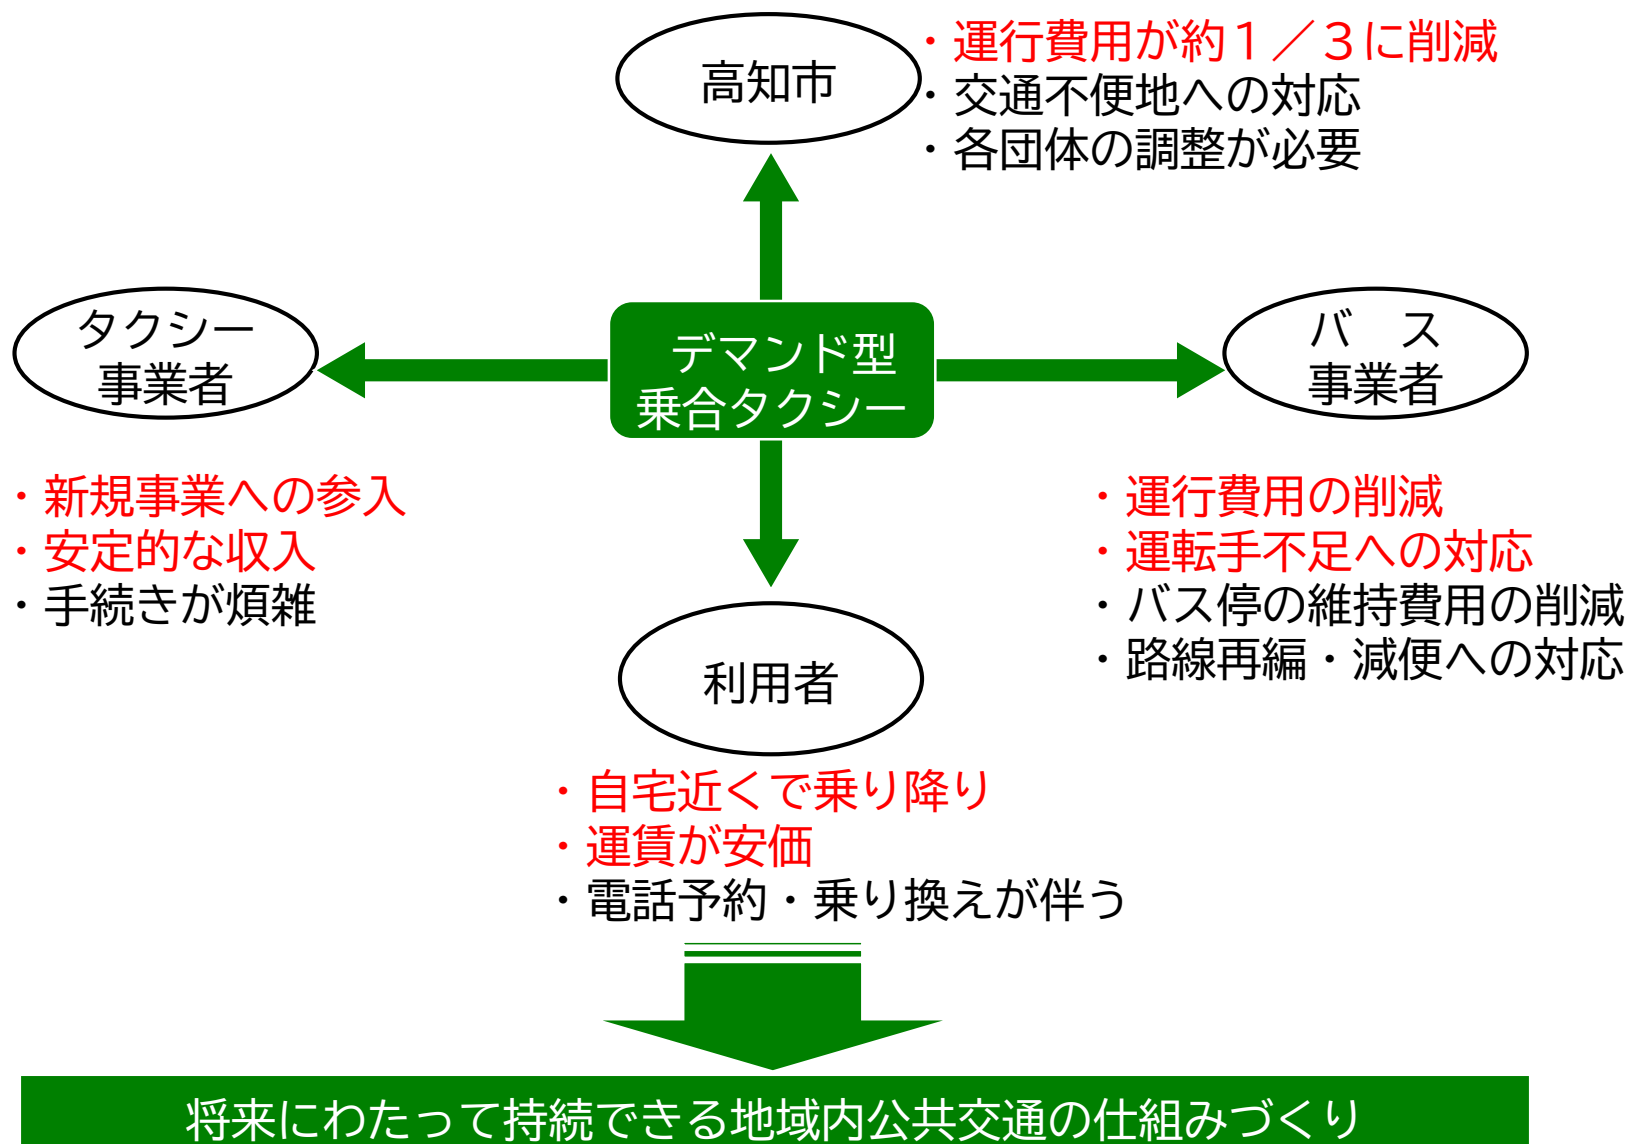 高知市
・運行費用が約１／３に削減
・交通不便地への対応
・各団体の調整が必要
タクシー
事業者
デマンド型
乗合タクシー
バ　ス
事業者
・新規事業への参入
・安定的な収入
・手続きが煩雑
・運行費用の削減
・運転手不足への対応
・バス停の維持費用の削減
・路線再編・減便への対応
利用者
・自宅近くで乗り降り
・運賃が安価
・電話予約・乗り換えが伴う
将来にわたって持続できる地域内公共交通の仕組みづくり